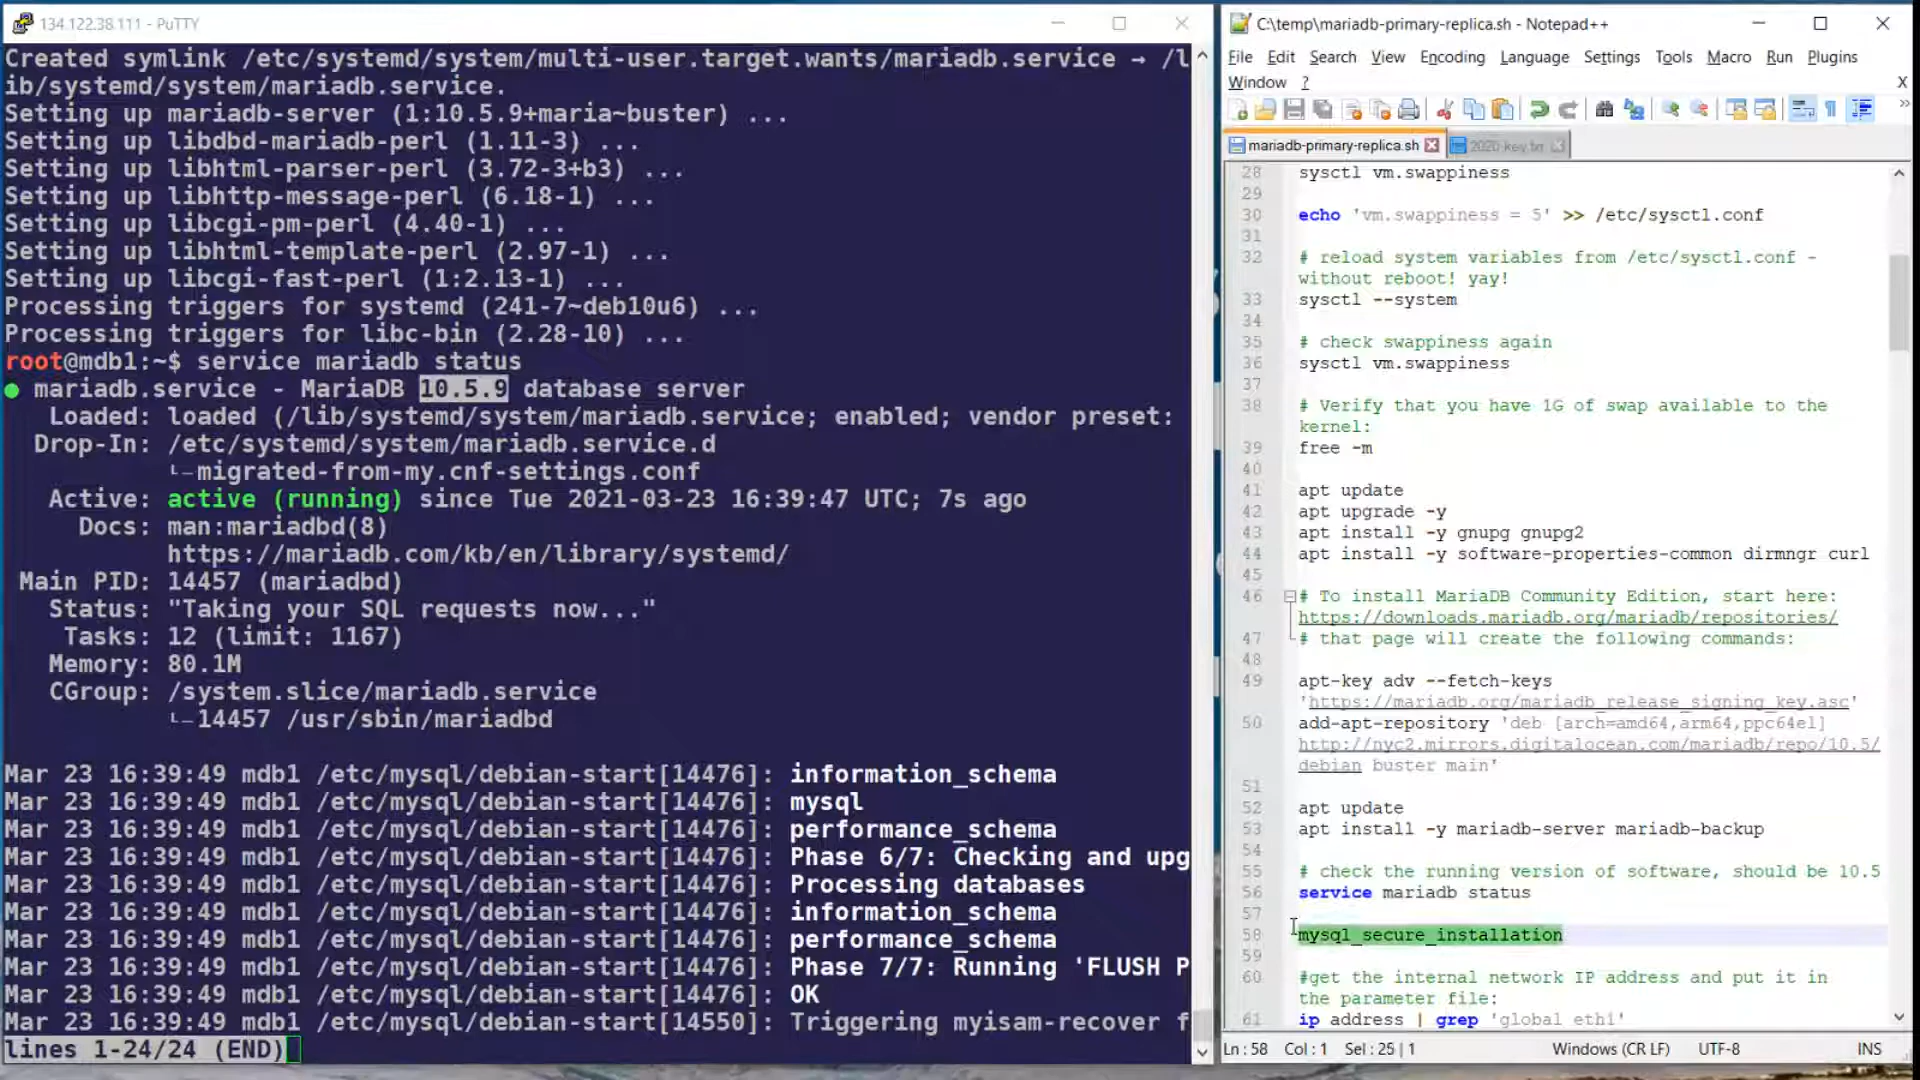 134.122.38.111 - PuTTY
Created symlink /etc/systemd/system/multi-user.target.wants/mariadb.service → /l
ib/systemd/system/mariadb.service.
Setting up mariadb-server (1:10.5.9+maria~buster) ...
Setting up libdbd-mariadb-perl (1.11-3) ...
Setting up libhtml-parser-perl (3.72-3+b3) ...
Setting up libhttp-message-perl (6.18-1) ...
Setting up libcgi-pm-perl (4.40-1) ...
Setting up libhtml-template-perl (2.97-1) ...
Setting up libcgi-fast-perl (1:2.13-1) ...
Processing triggers for systemd (241-7~deb10u6) ...
Processing triggers for libc-bin (2.28-10) ...
root@mdb1:~$ service mariadb status
● mariadb.service - MariaDB 10.5.9 database server
Loaded: loaded (/lib/systemd/system/mariadb.service; enabled; vendor preset:
Drop-In: /etc/systemd/system/mariadb.service.d
└─migrated-from-my.cnf-settings.conf
Active: active (running) since Tue 2021-03-23 16:39:47 UTC; 7s ago
Docs: man:mariadbd(8)
https://mariadb.com/kb/en/library/systemd/
Main PID: 14457 (mariadbd)
Status: "Taking your SQL requests now..."
Tasks: 12 (limit: 1167)
Memory: 80.1M
CGroup: /system.slice/mariadb.service
└─14457 /usr/sbin/mariadbd
Mar 23 16:39:49 mdb1 /etc/mysql/debian-start[14476]: information_schema
Mar 23 16:39:49 mdb1 /etc/mysql/debian-start[14476]: mysql
Mar 23 16:39:49 mdb1 /etc/mysql/debian-start[14476]: performance_schema
Mar 23 16:39:49 mdb1 /etc/mysql/debian-start[14476]: Phase 6/7: Checking and upg
Mar 23 16:39:49 mdb1 /etc/mysql/debian-start[14476]: Processing databases
Mar 23 16:39:49 mdb1 /etc/mysql/debian-start[14476]: information_schema
Mar 23 16:39:49 mdb1 /etc/mysql/debian-start[14476]: performance_schema
Mar 23 16:39:49 mdb1 /etc/mysql/debian-start[14476]: Phase 7/7: Running 'FLUSH P
Mar 23 16:39:49 mdb1 /etc/mysql/debian-start[14476]: OK
Mar 23 16:39:49 mdb1 /etc/mysql/debian-start[14550]: Triggering myisam-recover f
lines 1-24/24 (END)
C:\temp\mariadb-primary-replica.sh - Notepad++
File Edit Search View Encoding Language Settings Tools Macro Run Plugins
Window ? X
mariadb-primary-replica.sh 2020-key.txt
28 sysctl vm.swappiness
29
30 echo 'vm.swappiness = 5' >> /etc/sysctl.conf
31
32 # reload system variables from /etc/sysctl.conf -
without reboot! yay!
33 sysctl --system
34
35 # check swappiness again
36 sysctl vm.swappiness
37
38 # Verify that you have 1G of swap available to the
kernel:
39 free -m
40
41 apt update
42 apt upgrade -y
43 apt install -y gnupg gnupg2
44 apt install -y software-properties-common dirmngr curl
45
46 # To install MariaDB Community Edition, start here:
https://downloads.mariadb.org/mariadb/repositories/
47 # that page will create the following commands:
48
49 apt-key adv --fetch-keys
'https://mariadb.org/mariadb_release_signing_key.asc'
50 add-apt-repository 'deb [arch=amd64,arm64,ppc64el]
http://nyc2.mirrors.digitalocean.com/mariadb/repo/10.5/
debian buster main'
51
52 apt update
53 apt install -y mariadb-server mariadb-backup
54
55 # check the running version of software, should be 10.5
56 service mariadb status
57
58 mysql_secure_installation
59
60 #get the internal network IP address and put it in
the parameter file:
61 ip address | grep 'global eth1'
Ln : 58 Col : 1 Sel : 25 | 1 Windows (CR LF) UTF-8 INS